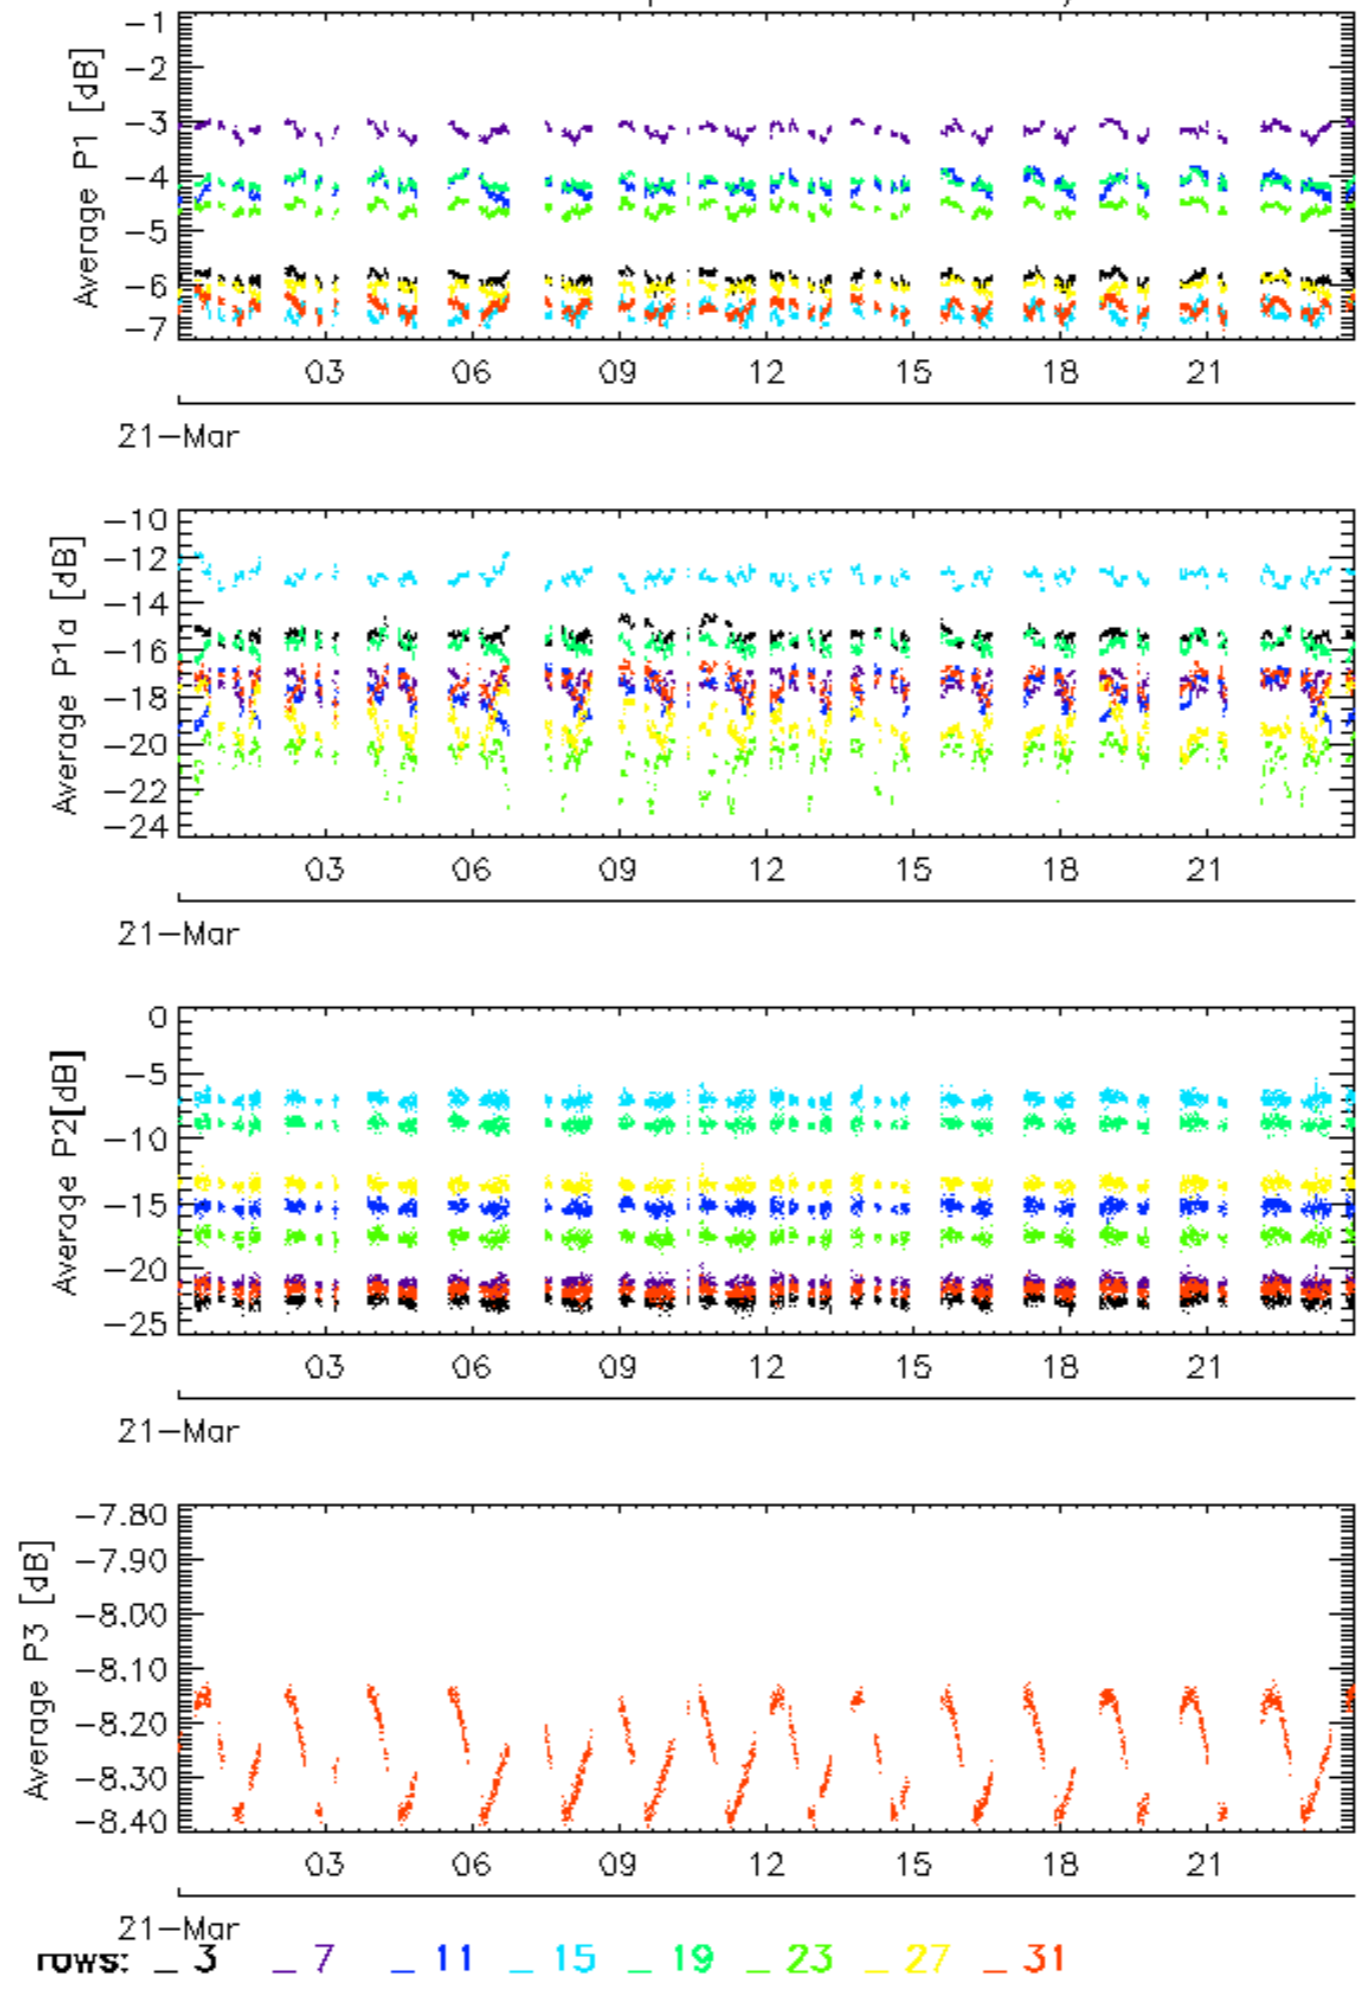 Average P1 [dB]
-1
-2
-3
-4
-5
-6
-7
03 06 09 12 15 18 21
21-Mar
Average P1a [dB]
-10
-12
-14
-16
-18
-20
-22
-24
03 06 09 12 15 18 21
21-Mar
Average P2[dB]
0
-5
-10
-15
-20
-25
03 06 09 12 15 18 21
21-Mar
Average P3 [dB]
-7.80
-7.90
-8.00
-8.10
-8.20
-8.30
-8.40
03 06 09 12 15 18 21
21-Mar
rows: _ 3 _ 7 _ 11 _ 15 _ 19 _ 23 _ 27 _ 31